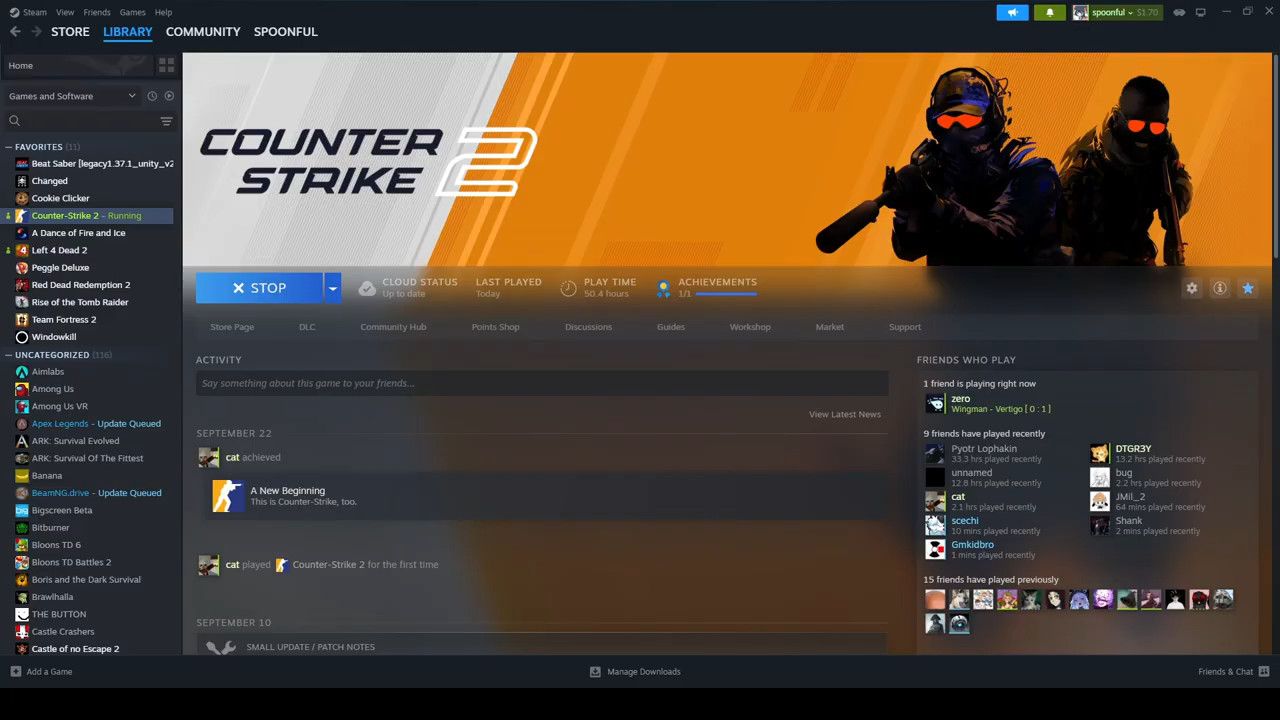 Steam View Friends Games Help
spoonful $1.70
STORE LIBRARY COMMUNITY SPOONFUL
Home
Games and Software
FAVORITES (11)
Beat Saber [legacy1.37.1_unity_v2
Changed
Cookie Clicker
Counter-Strike 2 - Running
A Dance of Fire and Ice
Left 4 Dead 2
Peggle Deluxe
Red Dead Redemption 2
Rise of the Tomb Raider
Team Fortress 2
Windowkill
UNCATEGORIZED (116)
Aimlabs
Among Us
Among Us VR
Apex Legends - Update Queued
ARK: Survival Evolved
ARK: Survival Of The Fittest
Banana
BeamNG.drive - Update Queued
Bigscreen Beta
Bitburner
Bloons TD 6
Bloons TD Battles 2
Boris and the Dark Survival
Brawlhalla
THE BUTTON
Castle Crashers
Castle of no Escape 2
COUNTER
STRIKE 2
STOP
CLOUD STATUS
Up to date
LAST PLAYED
Today
PLAY TIME
50.4 hours
ACHIEVEMENTS
1/1
Store Page DLC Community Hub Points Shop Discussions Guides Workshop Market Support
ACTIVITY
Say something about this game to your friends...
View Latest News
SEPTEMBER 22
cat achieved
A New Beginning
This is Counter-Strike, too.
cat played Counter-Strike 2 for the first time
SEPTEMBER 10
SMALL UPDATE / PATCH NOTES
FRIENDS WHO PLAY
1 friend is playing right now
zero
Wingman - Vertigo [ 0 : 1 ]
9 friends have played recently
Pyotr Lophakin
33.3 hrs played recently
DTGR3Y
13.2 hrs played recently
unnamed
12.8 hrs played recently
bug
2.2 hrs played recently
cat
2.1 hrs played recently
JMil_2
64 mins played recently
scechi
10 mins played recently
Shank
2 mins played recently
Gmkidbro
1 mins played recently
15 friends have played previously
Add a Game
Manage Downloads
Friends & Chat